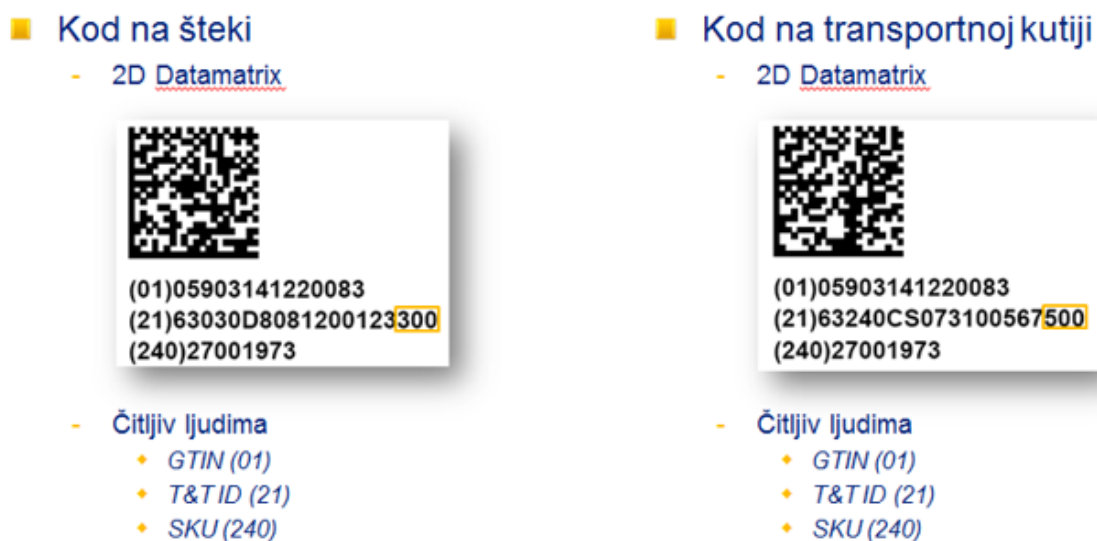 Kod na šteki
- 2D Datamatrix
(01)05903141220083
(21)63030D8081200123300
(240)27001973
- Čitljiv ljudima
GTIN (01)
T&T ID (21)
SKU (240)
Kod na transportnoj kutiji
- 2D Datamatrix
(01)05903141220083
(21)63240CS073100567500
(240)27001973
- Čitljiv ljudima
GTIN (01)
T&T ID (21)
SKU (240)